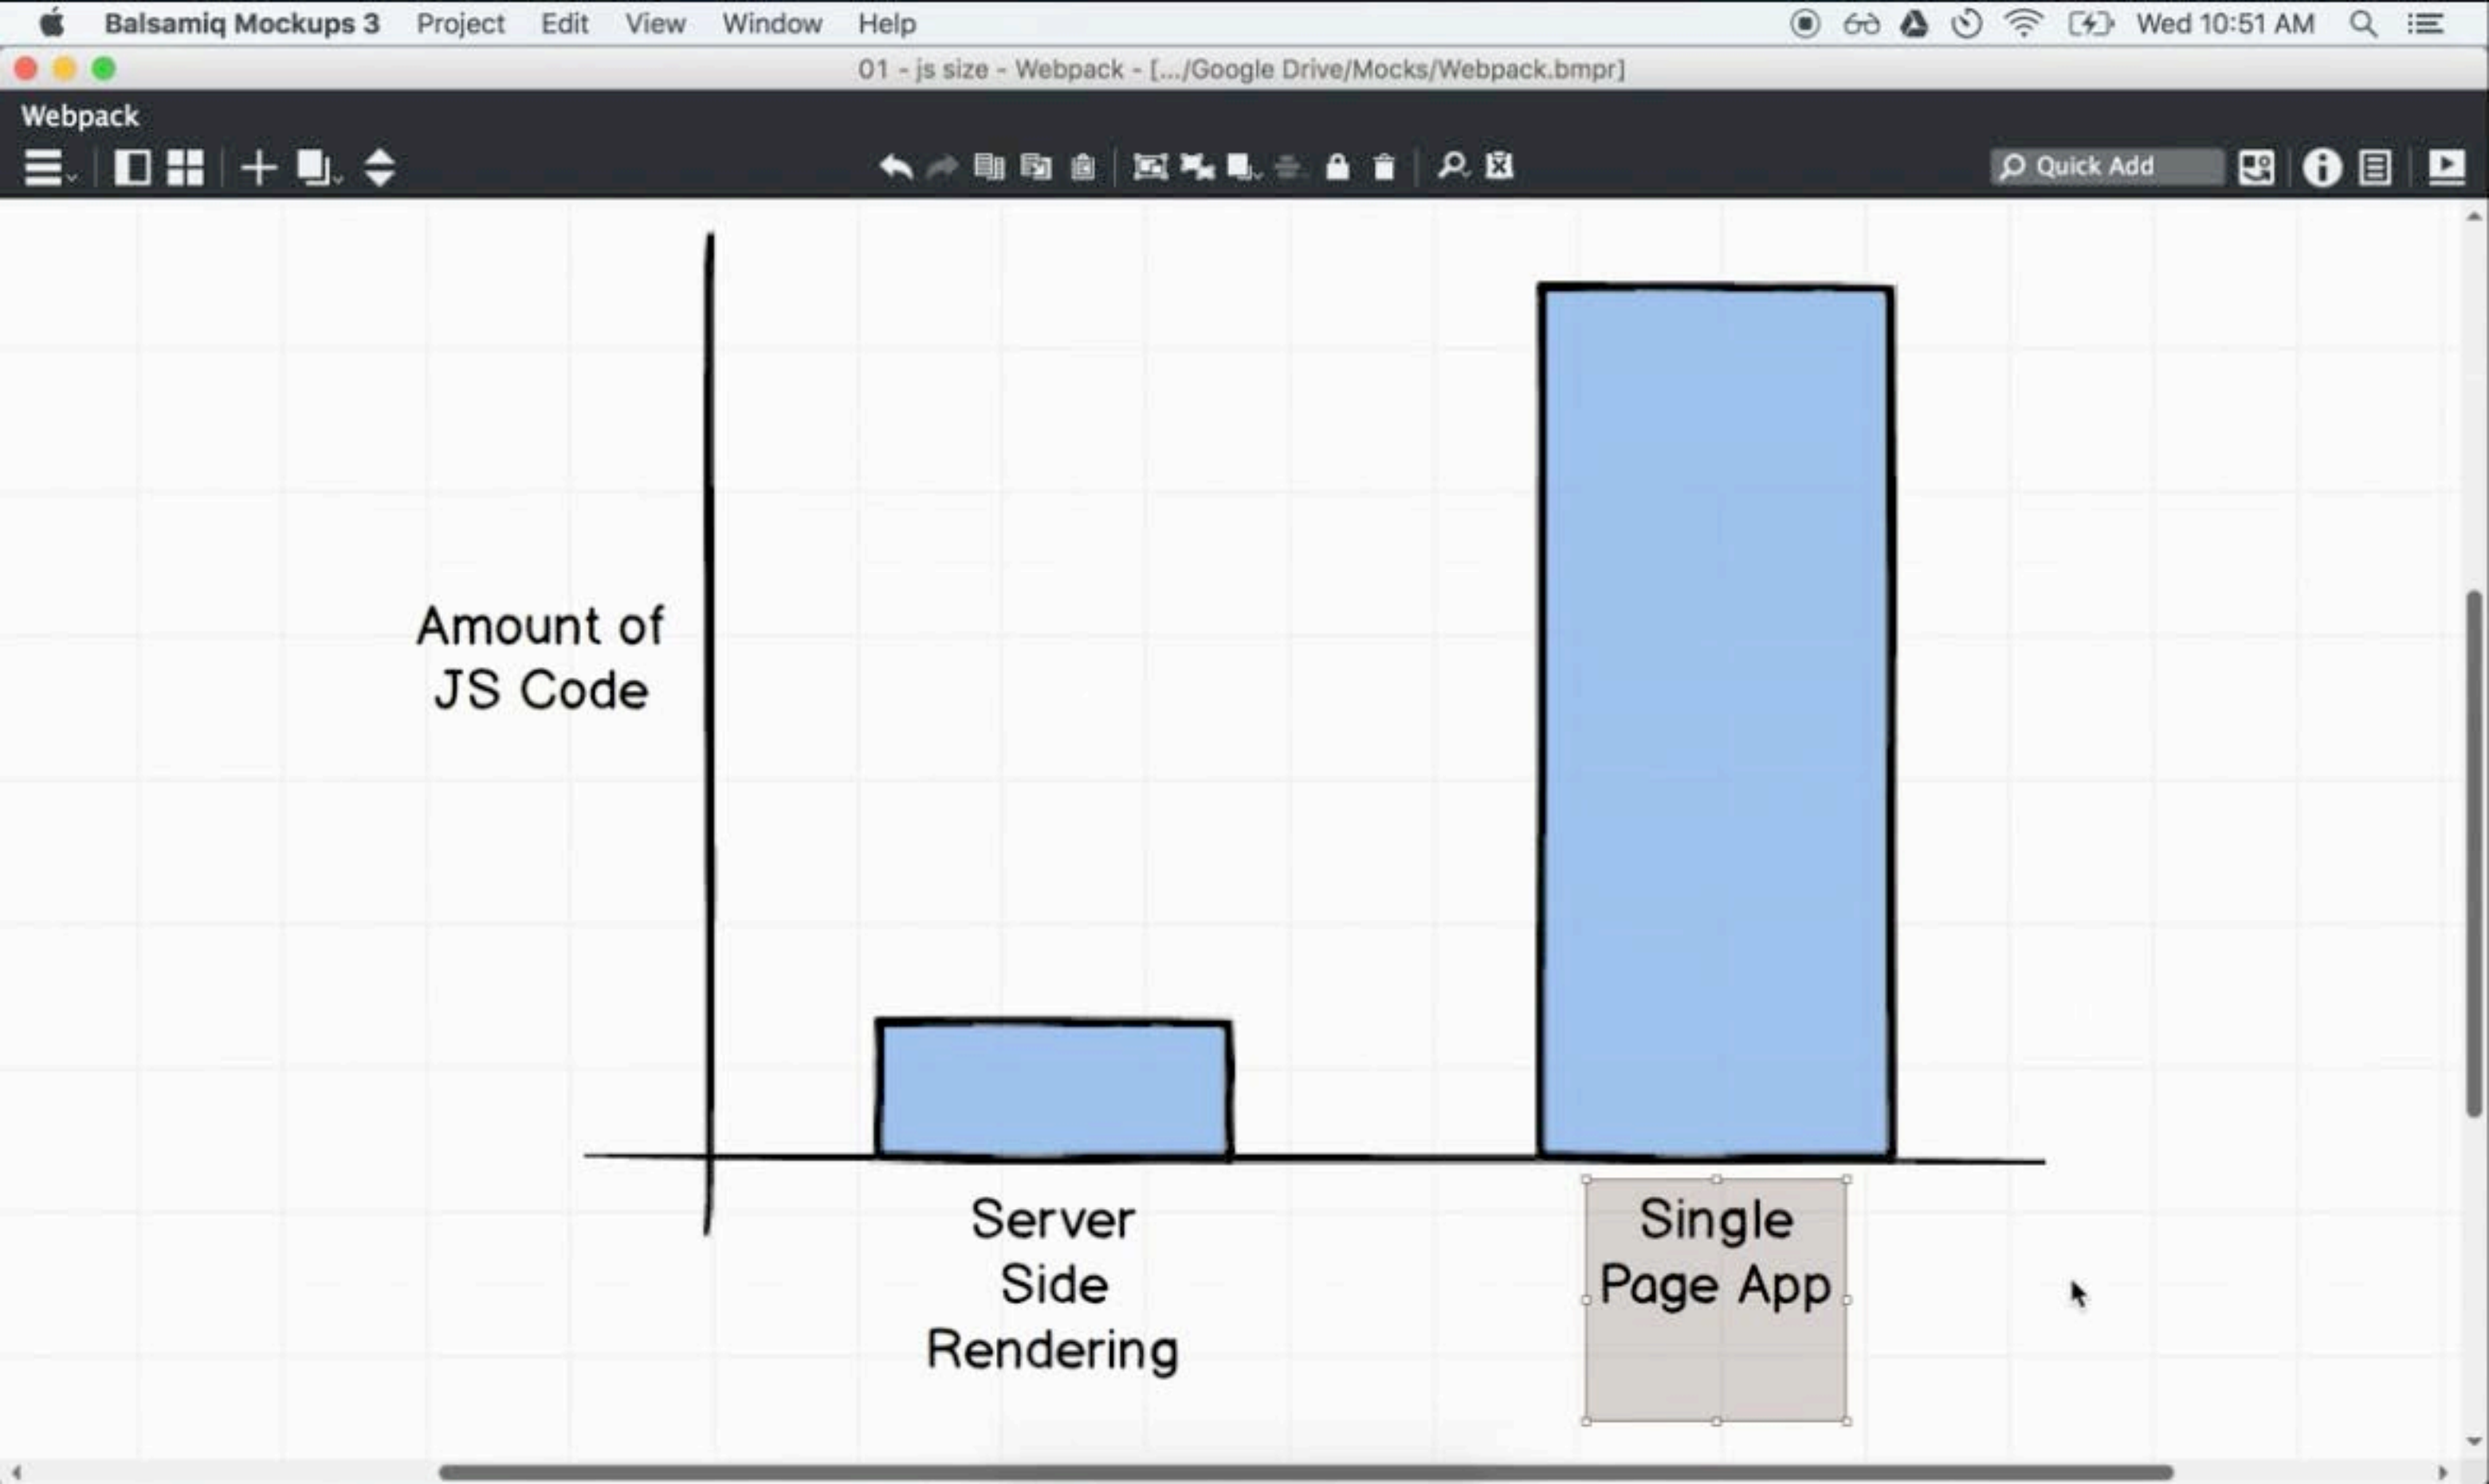 Balsamiq Mockups 3 Project Edit View Window Help Wed 10:51 AM
01 - js size - Webpack - [.../Google Drive/Mocks/Webpack.bmpr]
Webpack
Quick Add
Amount of
JS Code
Server
Side
Rendering
Single
Page App